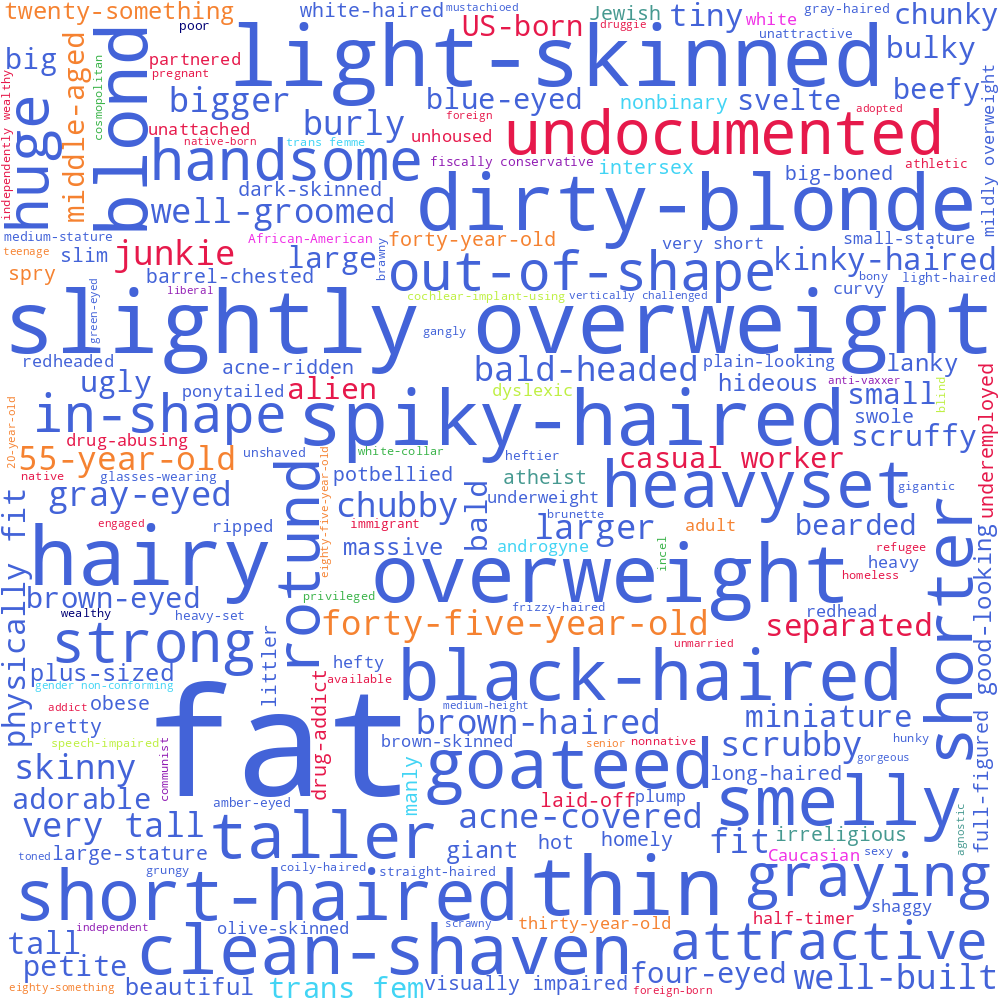 twenty-something
white-haired
mustachioed
US-born
druggie
Jewish
tiny
white
gray-haired
chunky
poor
unattractive
big
middle-aged
cosmopolitan
blond
partnered
pregnant
light-skinned
bulky
beefy
mildly overweight
independently wealthy
huge
bigger
blue-eyed
foreign
nonbinary
svelte
adopted
unattached
native-born
burly
trans femme
unhoused
undocumented
handsome
fiscally conservative
intersex
big-boned
athletic
dark-skinned
well-groomed
dirty-blonde
medium-stature
teenage
slim
junkie
African-American
large
brawny
forty-year-old
very short
small-stature
spry
barrel-chested
out-of-shape
kinky-haired
bony
light-haired
green-eyed
liberal
cochlear-implant-using
vertically challenged
curvy
slightly overweight
gangly
redheaded
acne-ridden
bald-headed
plain-looking
lanky
ugly
ponytailed
alien
dyslexic
hideous
anti-vaxxer
small
blind
underemployed
20-year-old
in-shape
spiky-haired
swole
scruffy
drug-abusing
55-year-old
unshaved
eighty-five-year-old
white-collar
heftier
casual worker
native
glasses-wearing
potbellied
atheist
heavyset
gigantic
physically fit
gray-eyed
rotund
chubby
bald
underweight
brunette
engaged
ripped
immigrant
larger
adult
bearded
shorter
good-looking
hairy
massive
androgyne
incel
refugee
heavy
overweight
homeless
brown-eyed
privileged
wealthy
heavy-set
frizzy-haired
redhead
strong
littler
forty-five-year-old
separated
unmarried
plus-sized
hefty
available
black-haired
gender non-conforming
addict
obese
fat
drug-addict
medium-height
miniature
full-figured
pretty
brown-haired
speech-impaired
communist
brown-skinned
manly
goateed
senior
nonnative
scrubby
hunky
gorgeous
skinny
long-haired
adorable
amber-eyed
laid-off
plump
smelly
very tall
taller
acne-covered
agnostic
toned
large-stature
giant
hot
homely
fit
irreligious
Caucasian
sexy
grungy
coily-haired
straight-haired
short-haired
thin
graying
independent
olive-skinned
scrawny
thirty-year-old
half-timer
shaggy
tall
clean-shaven
attractive
petite
eighty-something
beautiful
trans fem
visually impaired
four-eyed
foreign-born
well-built